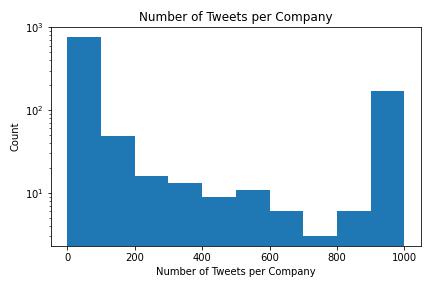 Number of Tweets per Company
10³
10²
10¹
Count
0 200 400 600 800 1000
Number of Tweets per Company